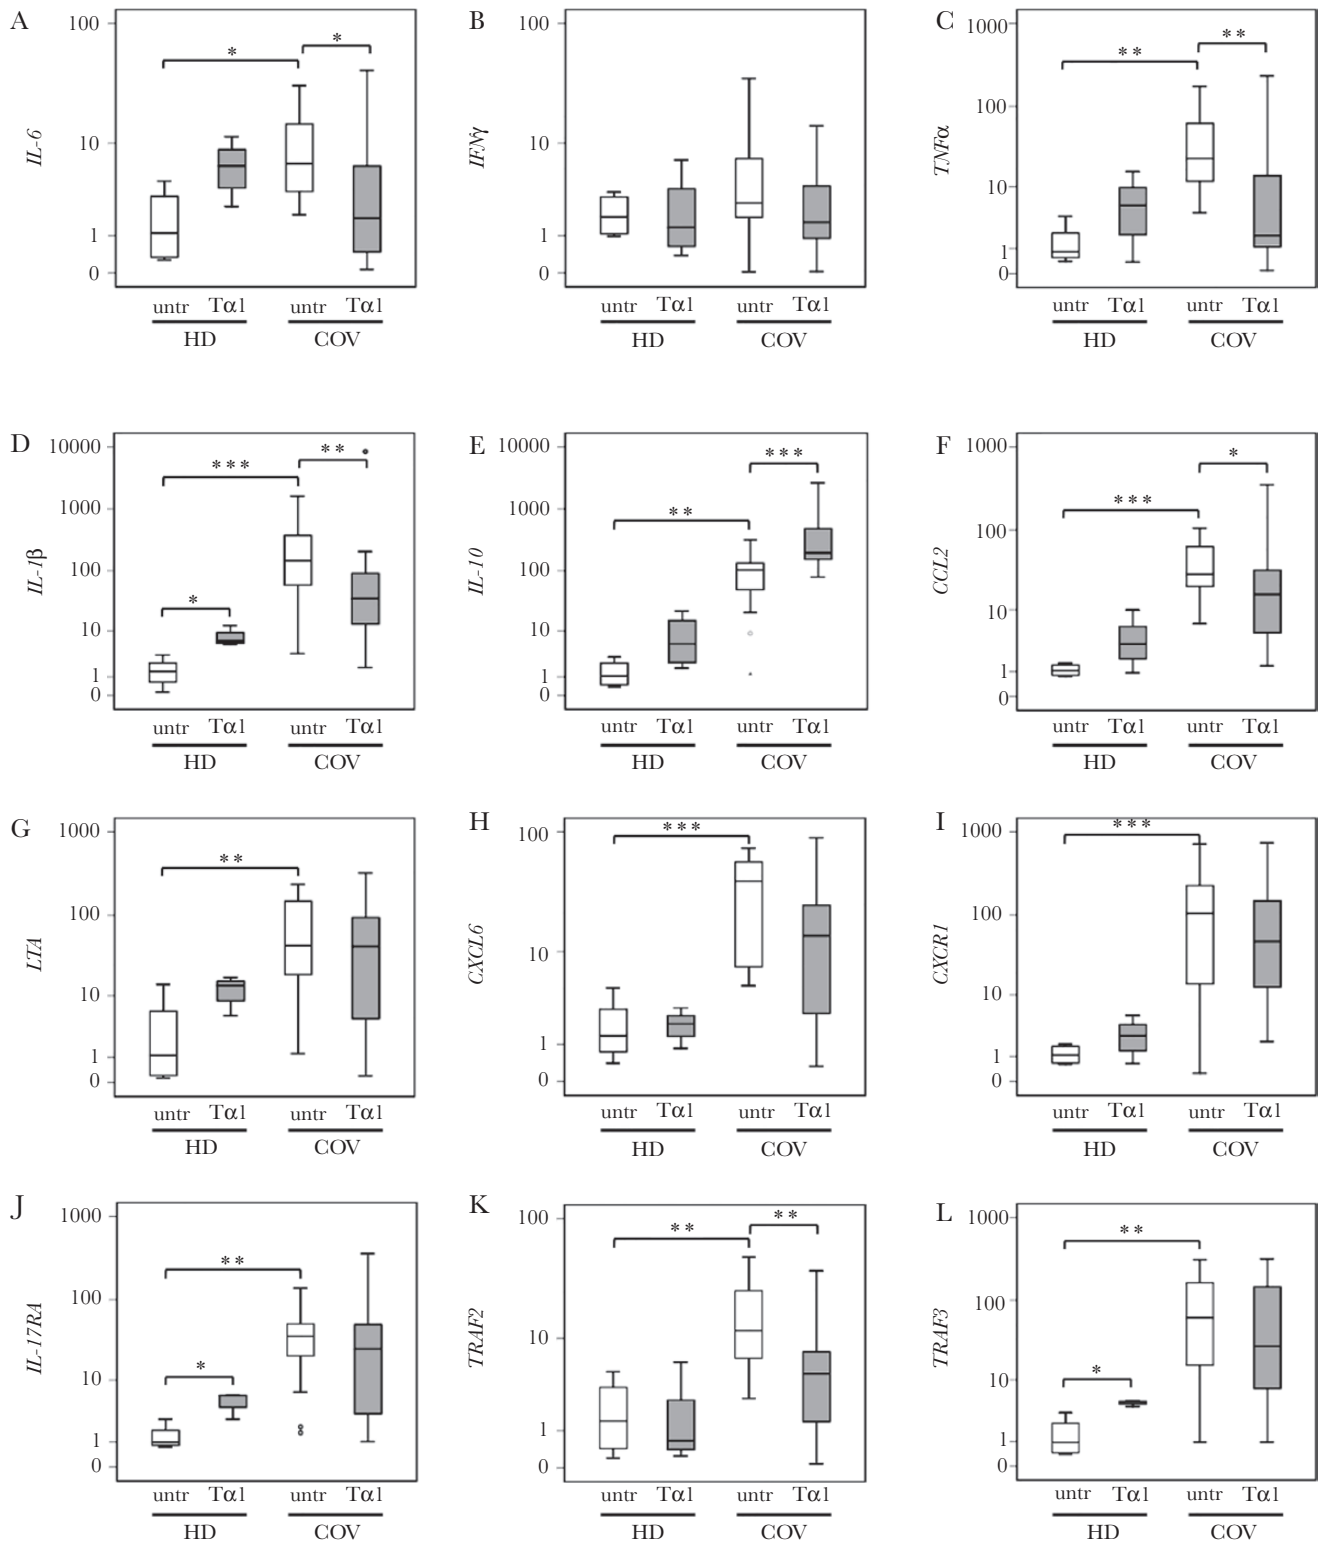 A
IL-6
100
10
1
0
*
*
untr Tα1 untr Tα1
HD COV
B
IFNγ
100
10
1
0
untr Tα1 untr Tα1
HD COV
C
TNFα
1000
100
10
1
0
**
**
untr Tα1 untr Tα1
HD COV
D
IL-1β
10000
1000
100
10
1
0
**
***
*
untr Tα1 untr Tα1
HD COV
E
IL-10
10000
1000
100
10
1
0
***
**
untr Tα1 untr Tα1
HD COV
F
CCL2
1000
100
10
1
0
*
***
untr Tα1 untr Tα1
HD COV
G
LTA
1000
100
10
1
0
**
untr Tα1 untr Tα1
HD COV
H
CXCL6
100
10
1
0
***
untr Tα1 untr Tα1
HD COV
I
CXCR1
1000
100
10
1
0
***
untr Tα1 untr Tα1
HD COV
J
IL-17RA
1000
100
10
1
0
**
*
untr Tα1 untr Tα1
HD COV
K
TRAF2
100
10
1
0
**
**
untr Tα1 untr Tα1
HD COV
L
TRAF3
1000
100
10
1
0
**
*
untr Tα1 untr Tα1
HD COV